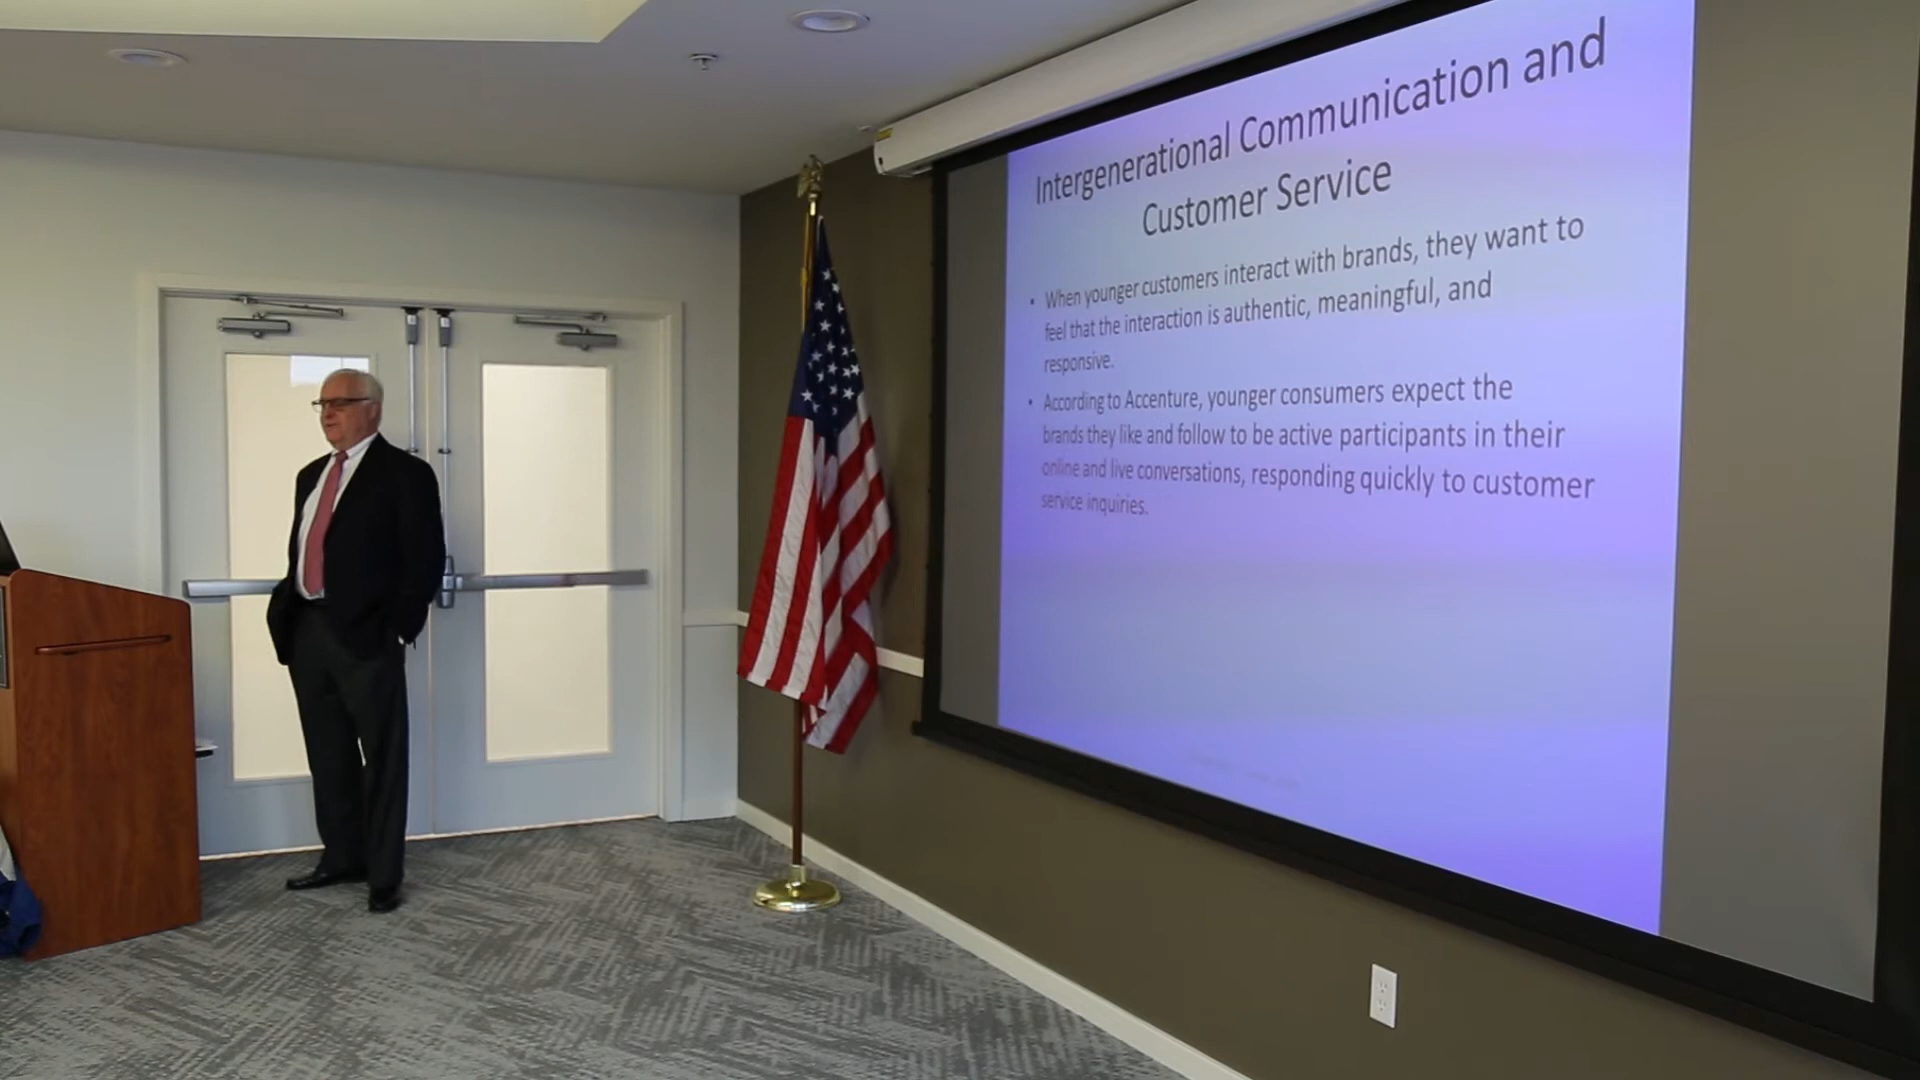 Intergenerational Communication and
Customer Service
• When younger customers interact with brands, they want to
feel that the interaction is authentic, meaningful, and
responsive.
• According to Accenture, younger consumers expect the
brands they like and follow to be active participants in their
online and live conversations, responding quickly to customer
service inquiries.